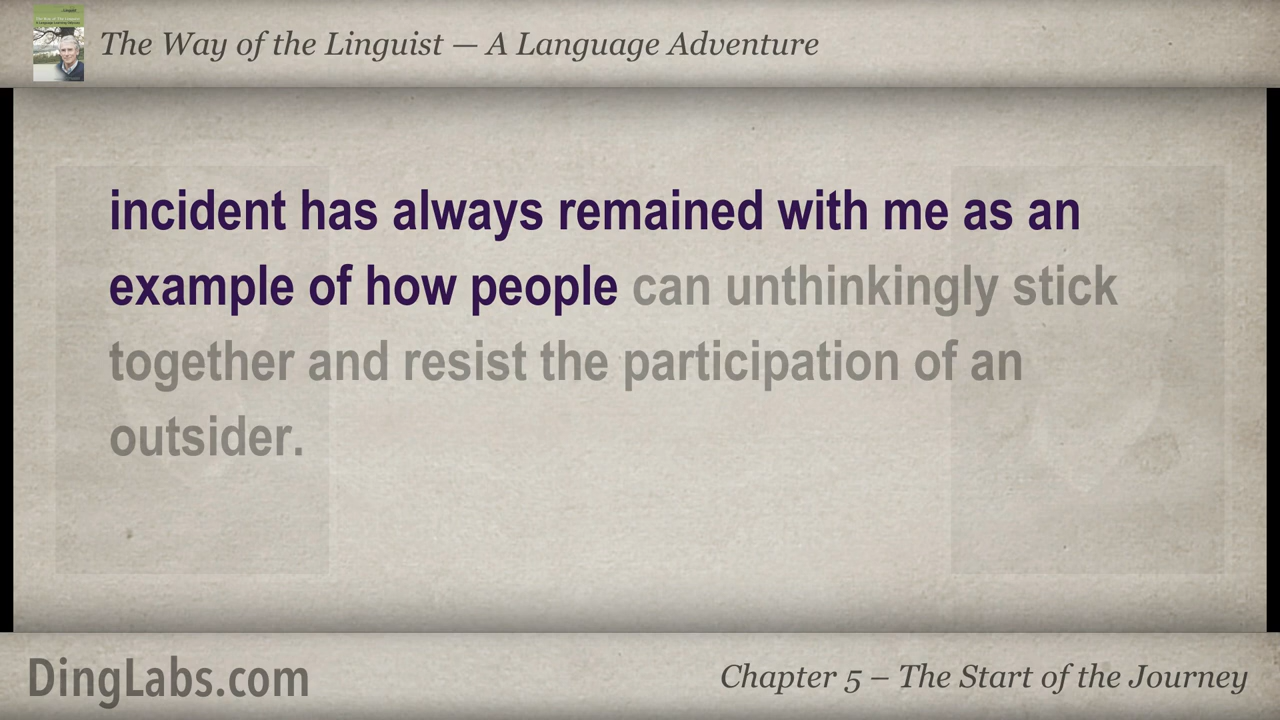 The Way of the Linguist — A Language Adventure
incident has always remained with me as an
example of how people can unthinkingly stick
together and resist the participation of an
outsider.
DingLabs.com
Chapter 5 – The Start of the Journey